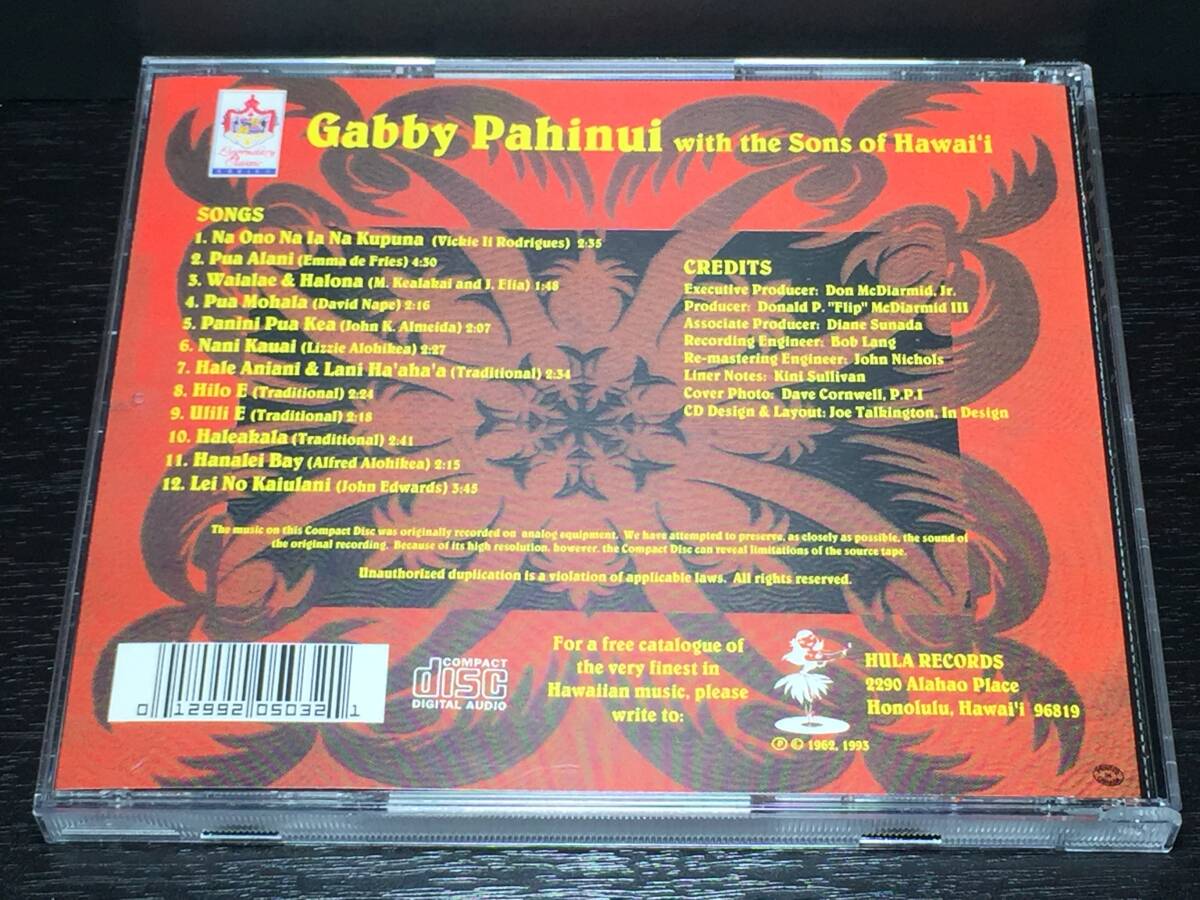 Legendary
Classic
SERIES
Gabby Pahinui with the Sons of Hawai'i
SONGS
1. Na Ono Na Ia Na Kupuna (Vickie Ii Rodrigues) 2:35
2. Pua Alani (Emma de Fries) 4:30
3. Waialae & Halona (M. Kealakai and J. Elia) 1:48
4. Pua Mohala (David Nape) 2:16
5. Panini Pua Kea (John K. Almeida) 2:07
6. Nani Kauai (Lizzie Alohikea) 2:27
7. Hale Aniani & Lani Ha'aha'a (Traditional) 2:34
8. Hilo E (Traditional) 2:24
9. Ulili E (Traditional) 2:18
10. Haleakala (Traditional) 2:41
11. Hanalei Bay (Alfred Alohikea) 2:15
12. Lei No Kaiulani (John Edwards) 3:45
CREDITS
Executive Producer: Don McDiarmid, Jr.
Producer: Donald P. "Flip" McDiarmid III
Associate Producer: Diane Sunada
Recording Engineer: Bob Lang
Re-mastering Engineer: John Nichols
Liner Notes: Kini Sullivan
Cover Photo: Dave Cornwell, P.P.I
CD Design & Layout: Joe Talkington, In Design
The music on this Compact Disc was originally recorded on analog equipment. We have attempted to preserve, as closely as possible, the sound of
the original recording. Because of its high resolution, however, the Compact Disc can reveal limitations of the source tape.
Unauthorized duplication is a violation of applicable laws. All rights reserved.
0 12992 05032 1
COMPACT
disc
DIGITAL AUDIO
For a free catalogue of
the very finest in
Hawaiian music, please
write to:
HULA RECORDS
2290 Alahao Place
Honolulu, Hawai'i 96819
℗ © 1962, 1993